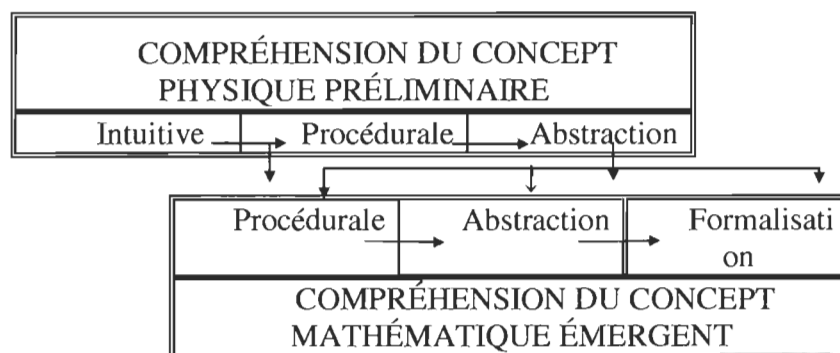 COMPRÉHENSION DU CONCEPT
PHYSIQUE PRÉLIMINAIRE
Intuitive Procédurale Abstraction
Procédurale Abstraction Formalisati
on
COMPRÉHENSION DU CONCEPT
MATHÉMATIQUE ÉMERGENT